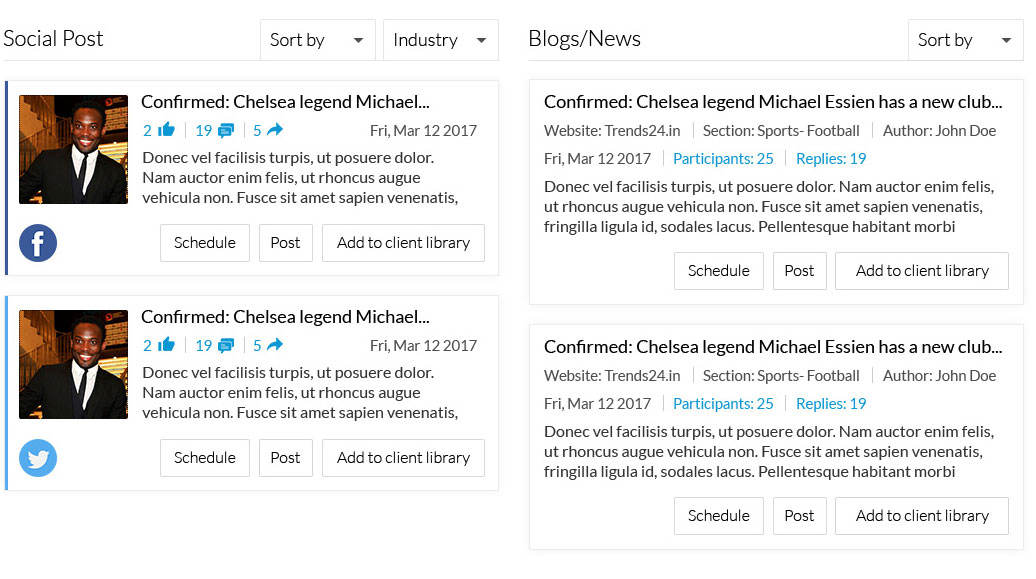 Social Post
Sort by
Industry
Confirmed: Chelsea legend Michael...
2
19
5
Fri, Mar 12 2017
Donec vel facilisis turpis, ut posuere dolor.
Nam auctor enim felis, ut rhoncus augue
vehicula non. Fusce sit amet sapien venenatis,
Schedule
Post
Add to client library
Confirmed: Chelsea legend Michael...
2
19
5
Fri, Mar 12 2017
Donec vel facilisis turpis, ut posuere dolor.
Nam auctor enim felis, ut rhoncus augue
vehicula non. Fusce sit amet sapien venenatis,
Schedule
Post
Add to client library
Blogs/News
Sort by
Confirmed: Chelsea legend Michael Essien has a new club...
Website: Trends24.in
Section: Sports- Football
Author: John Doe
Fri, Mar 12 2017
Participants: 25
Replies: 19
Donec vel facilisis turpis, ut posuere dolor. Nam auctor enim felis,
ut rhoncus augue vehicula non. Fusce sit amet sapien venenatis,
fringilla ligula id, sodales lacus. Pellentesque habitant morbi
Schedule
Post
Add to client library
Confirmed: Chelsea legend Michael Essien has a new club...
Website: Trends24.in
Section: Sports- Football
Author: John Doe
Fri, Mar 12 2017
Participants: 25
Replies: 19
Donec vel facilisis turpis, ut posuere dolor. Nam auctor enim felis,
ut rhoncus augue vehicula non. Fusce sit amet sapien venenatis,
fringilla ligula id, sodales lacus. Pellentesque habitant morbi
Schedule
Post
Add to client library